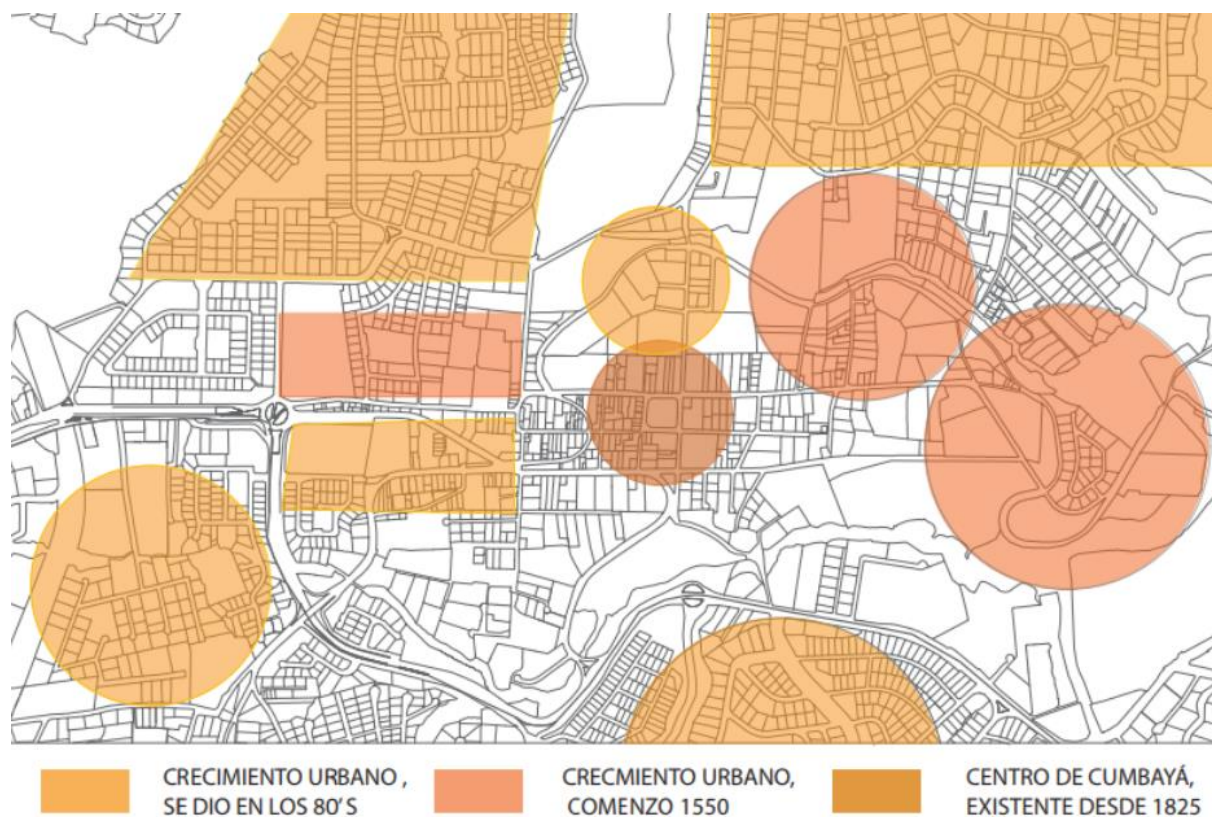 CRECIMIENTO URBANO ,
SE DIO EN LOS 80' S
CRECMIENTO URBANO,
COMENZO 1550
CENTRO DE CUMBAYÁ,
EXISTENTE DESDE 1825